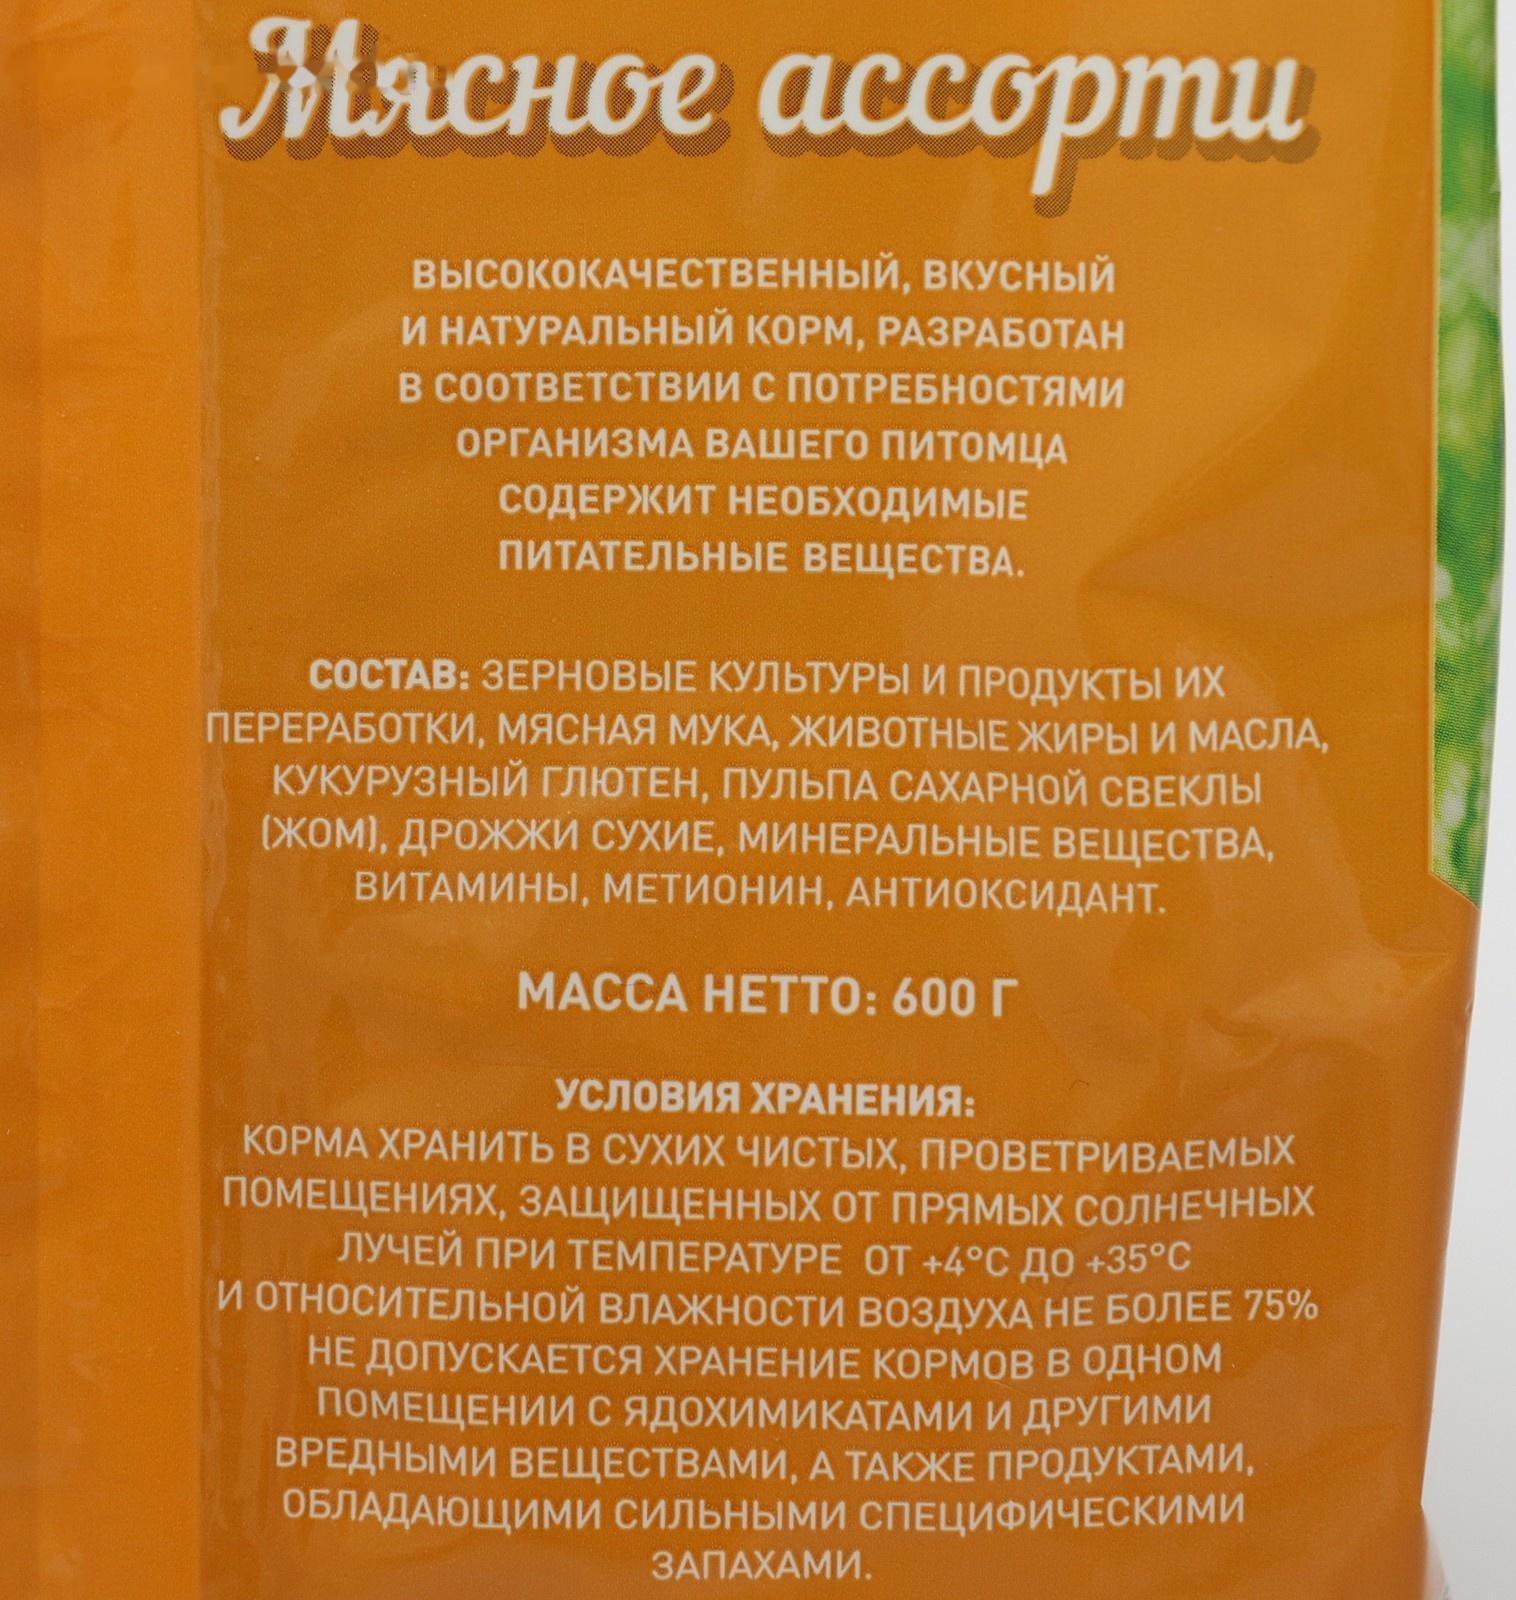 Мясное ассорти
ВЫСОКОКАЧЕСТВЕННЫЙ, ВКУСНЫЙ
И НАТУРАЛЬНЫЙ КОРМ, РАЗРАБОТАН
В СООТВЕТСТВИИ С ПОТРЕБНОСТЯМИ
ОРГАНИЗМА ВАШЕГО ПИТОМЦА
СОДЕРЖИТ НЕОБХОДИМЫЕ
ПИТАТЕЛЬНЫЕ ВЕЩЕСТВА.
СОСТАВ: ЗЕРНОВЫЕ КУЛЬТУРЫ И ПРОДУКТЫ ИХ
ПЕРЕРАБОТКИ, МЯСНАЯ МУКА, ЖИВОТНЫЕ ЖИРЫ И МАСЛА,
КУКУРУЗНЫЙ ГЛЮТЕН, ПУЛЬПА САХАРНОЙ СВЕКЛЫ
(ЖОМ), ДРОЖЖИ СУХИЕ, МИНЕРАЛЬНЫЕ ВЕЩЕСТВА,
ВИТАМИНЫ, МЕТИОНИН, АНТИОКСИДАНТ.
МАССА НЕТТО: 600 Г
УСЛОВИЯ ХРАНЕНИЯ:
КОРМА ХРАНИТЬ В СУХИХ ЧИСТЫХ, ПРОВЕТРИВАЕМЫХ
ПОМЕЩЕНИЯХ, ЗАЩИЩЕННЫХ ОТ ПРЯМЫХ СОЛНЕЧНЫХ
ЛУЧЕЙ ПРИ ТЕМПЕРАТУРЕ ОТ +4°C ДО +35°C
И ОТНОСИТЕЛЬНОЙ ВЛАЖНОСТИ ВОЗДУХА НЕ БОЛЕЕ 75%
НЕ ДОПУСКАЕТСЯ ХРАНЕНИЕ КОРМОВ В ОДНОМ
ПОМЕЩЕНИИ С ЯДОХИМИКАТАМИ И ДРУГИМИ
ВРЕДНЫМИ ВЕЩЕСТВАМИ, А ТАКЖЕ ПРОДУКТАМИ,
ОБЛАДАЮЩИМИ СИЛЬНЫМИ СПЕЦИФИЧЕСКИМИ
ЗАПАХАМИ.